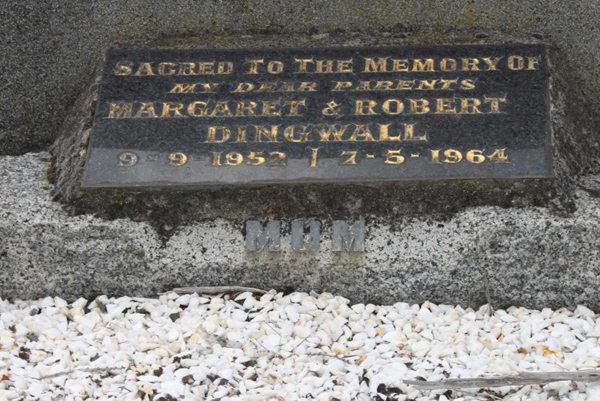 SACRED TO THE MEMORY OF
MY DEAR PARENTS
MARGARET & ROBERT
DINGWALL
9-9-1952 / 7-5-1964
MUM